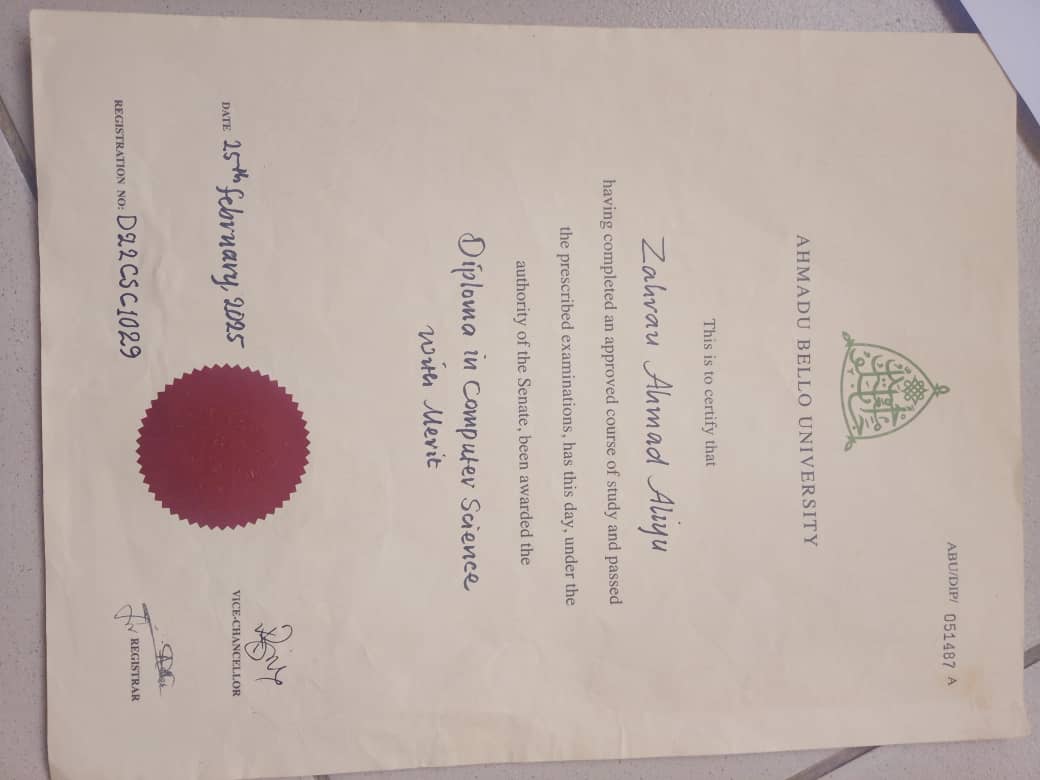 ABU/DIP/ 051487 A
AHMADU BELLO UNIVERSITY
This is to certify that
Zahrau Ahmad Aliyu
having completed an approved course of study and passed
the prescribed examinations, has this day, under the
authority of the Senate, been awarded the
Diploma in Computer Science
With Merit
DATE 25th february, 2025
REGISTRATION NO: D22CSC1029
VICE-CHANCELLOR
REGISTRAR